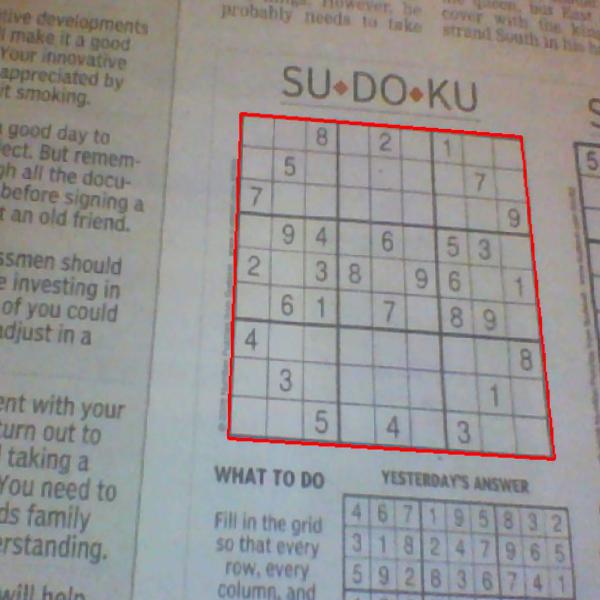 tive developments
l make it a good
Your innovative
appreciated by
it smoking.
good day to
ect. But remem-
gh all the docu-
before signing a
t an old friend.
ssmen should
e investing in
of you could
adjust in a
ent with your
turn out to
l taking a
You need to
ds family
erstanding.
will help
However, he
probably needs to take
the queen, but East
cover with the king
strand South in his
SU•DO•KU
8 2 1
5 7
7 9
9 4 6 5 3
2 3 8 9 6 1
6 1 7 8 9
4 8
3 1
5 4 3
WHAT TO DO
Fill in the grid
so that every
row, every
column, and
YESTERDAY'S ANSWER
4 6 7 1 9 5 8 3 2
3 1 8 2 4 7 9 6 5
5 9 2 8 3 6 7 4 1
S
5